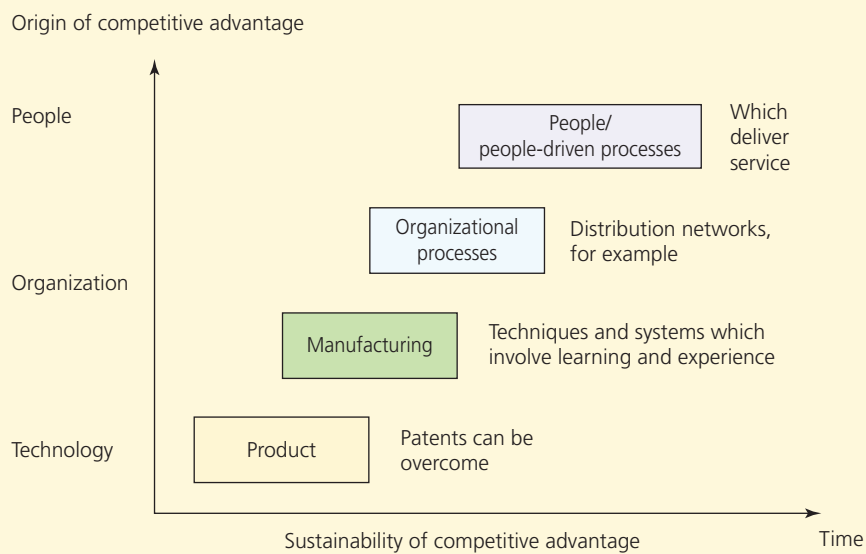 Origin of competitive advantage
People
People/
people-driven processes
Which
deliver
service
Organizational
processes
Distribution networks,
for example
Organization
Manufacturing
Techniques and systems which
involve learning and experience
Technology
Product
Patents can be
overcome
Sustainability of competitive advantage
Time